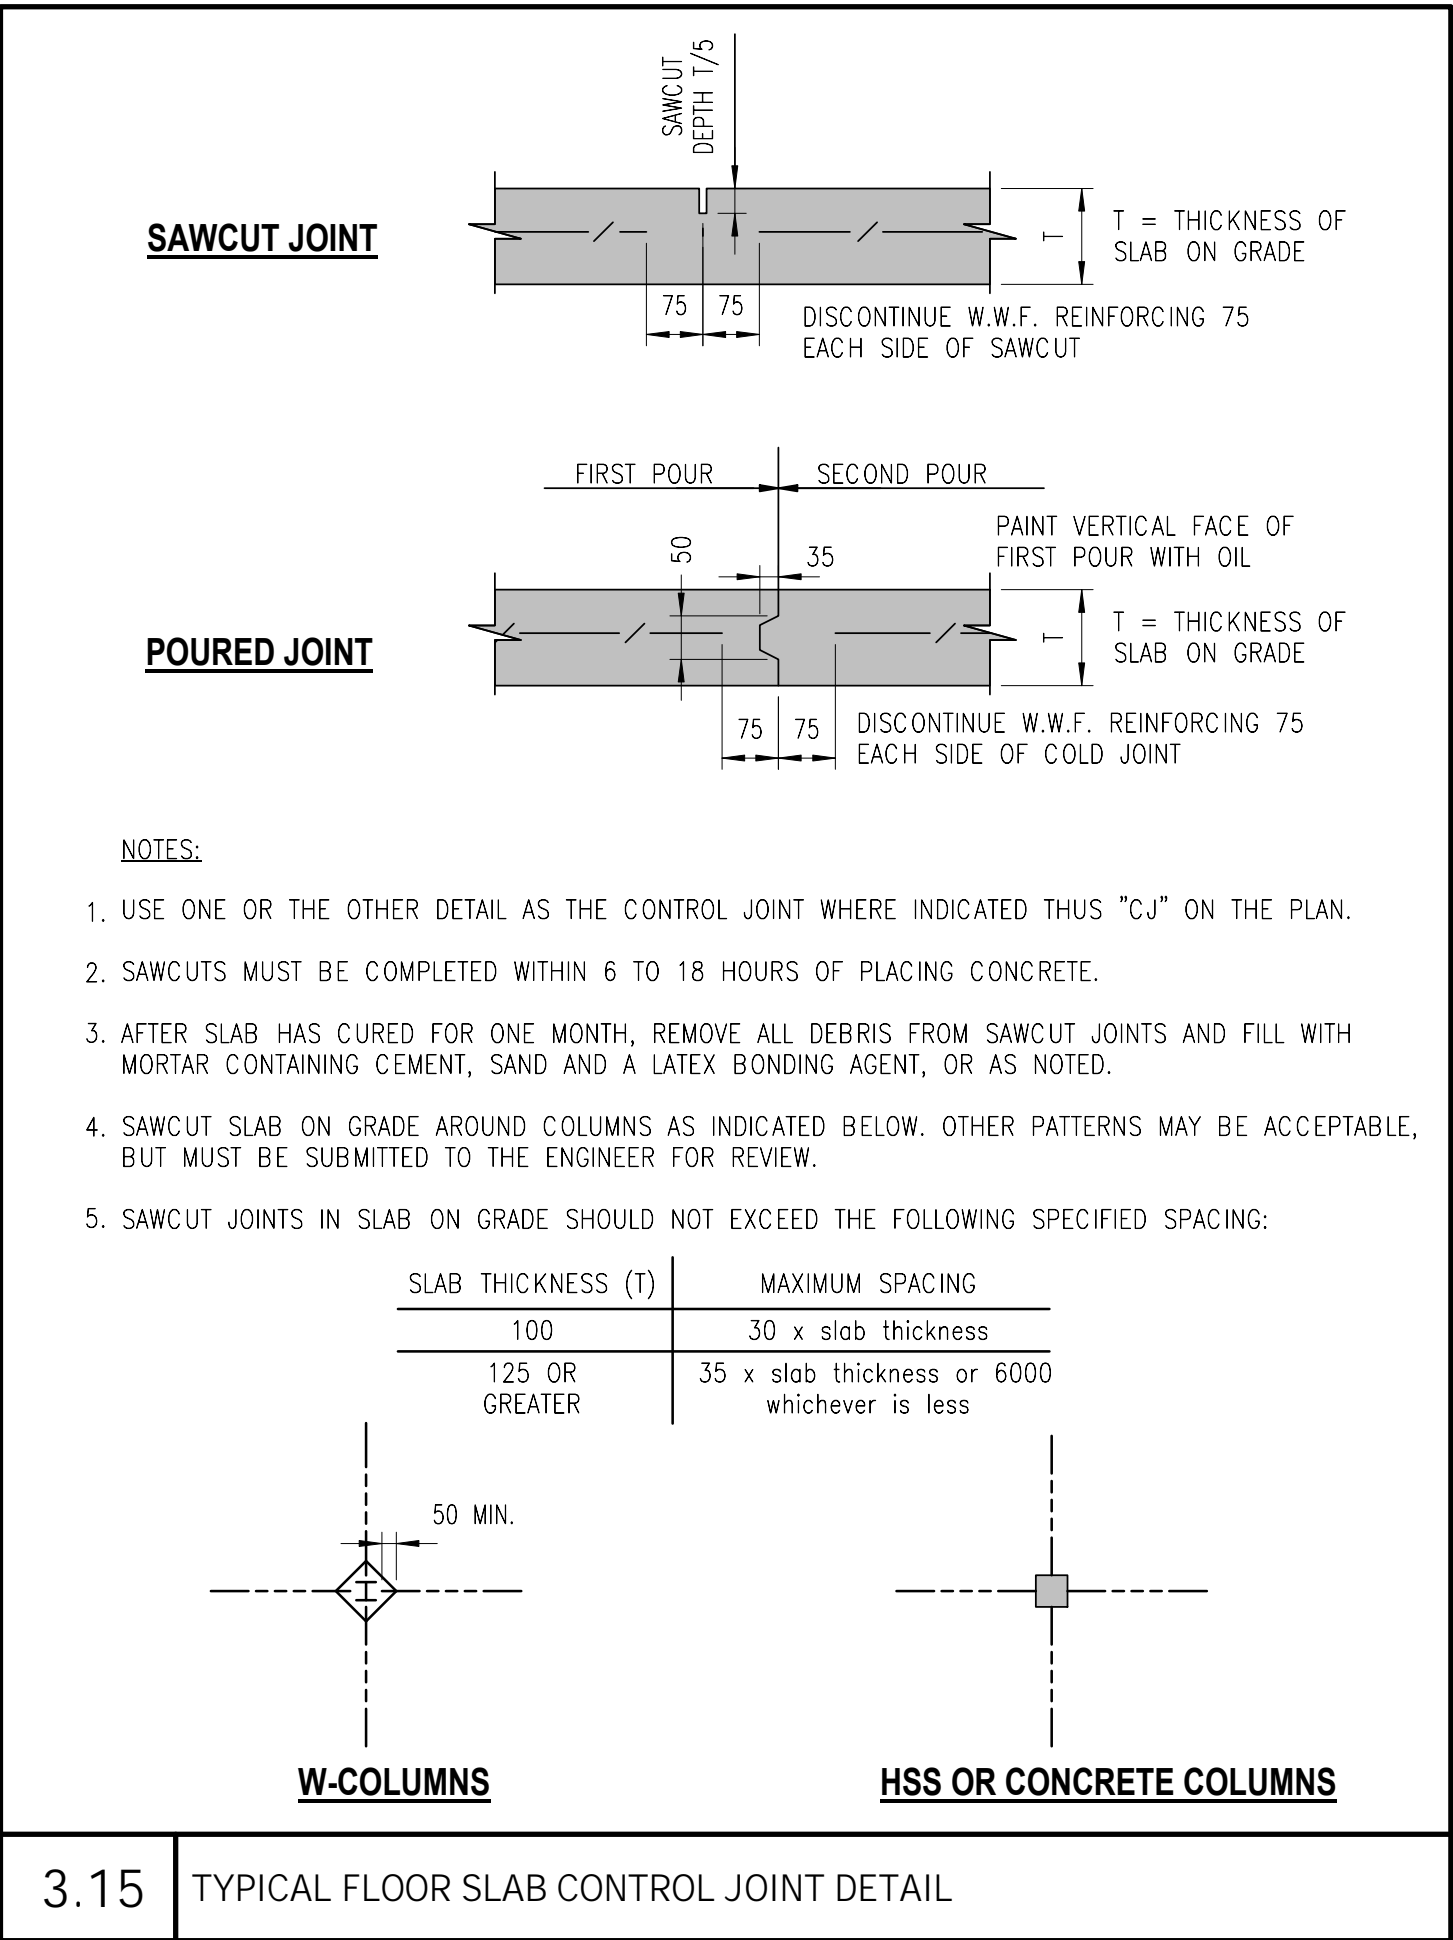 SAWCUT
DEPTH T/5
SAWCUT JOINT
T
T = THICKNESS OF
SLAB ON GRADE
75 75
DISCONTINUE W.W.F. REINFORCING 75
EACH SIDE OF SAWCUT
FIRST POUR
SECOND POUR
PAINT VERTICAL FACE OF
FIRST POUR WITH OIL
50
35
POURED JOINT
T
T = THICKNESS OF
SLAB ON GRADE
75 75
DISCONTINUE W.W.F. REINFORCING 75
EACH SIDE OF COLD JOINT
NOTES:
1. USE ONE OR THE OTHER DETAIL AS THE CONTROL JOINT WHERE INDICATED THUS "CJ" ON THE PLAN.
2. SAWCUTS MUST BE COMPLETED WITHIN 6 TO 18 HOURS OF PLACING CONCRETE.
3. AFTER SLAB HAS CURED FOR ONE MONTH, REMOVE ALL DEBRIS FROM SAWCUT JOINTS AND FILL WITH
MORTAR CONTAINING CEMENT, SAND AND A LATEX BONDING AGENT, OR AS NOTED.
4. SAWCUT SLAB ON GRADE AROUND COLUMNS AS INDICATED BELOW. OTHER PATTERNS MAY BE ACCEPTABLE,
BUT MUST BE SUBMITTED TO THE ENGINEER FOR REVIEW.
5. SAWCUT JOINTS IN SLAB ON GRADE SHOULD NOT EXCEED THE FOLLOWING SPECIFIED SPACING:
SLAB THICKNESS (T) MAXIMUM SPACING
100 30 x slab thickness
125 OR
GREATER
35 x slab thickness or 6000
whichever is less
50 MIN.
W-COLUMNS
HSS OR CONCRETE COLUMNS
3.15 TYPICAL FLOOR SLAB CONTROL JOINT DETAIL